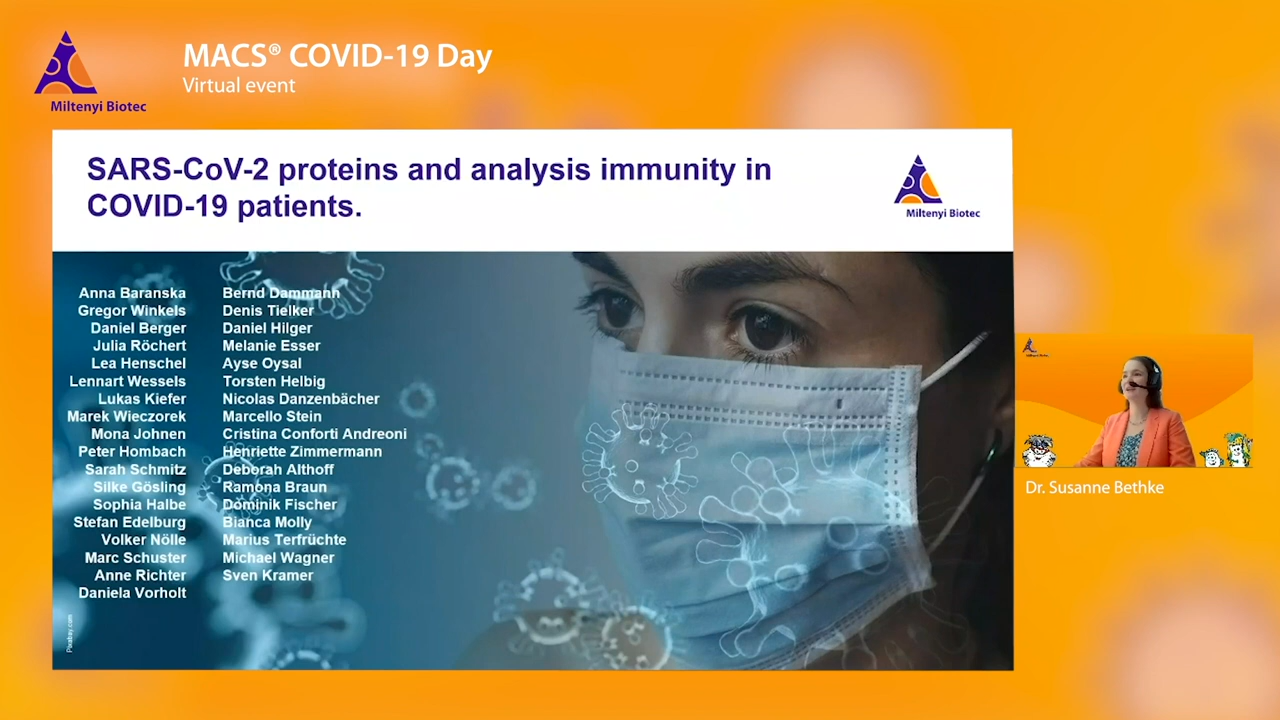 MACS® COVID-19 Day
Virtual event
Miltenyi Biotec
SARS-CoV-2 proteins and analysis immunity in
COVID-19 patients.
Miltenyi Biotec
Anna Baranska
Gregor Winkels
Daniel Berger
Julia Röchert
Lea Henschel
Lennart Wessels
Lukas Kiefer
Marek Wieczorek
Mona Johnen
Peter Hombach
Sarah Schmitz
Silke Gösling
Sophia Halbe
Stefan Edelburg
Volker Nölle
Marc Schuster
Anne Richter
Daniela Vorholt
Bernd Dammann
Denis Tielker
Daniel Hilger
Melanie Esser
Ayse Oysal
Torsten Helbig
Nicolas Danzenbächer
Marcello Stein
Cristina Conforti Andreoni
Henriette Zimmermann
Deborah Althoff
Ramona Braun
Dominik Fischer
Bianca Molly
Marius Terfrüchte
Michael Wagner
Sven Kramer
Pixabay.com
Dr. Susanne Bethke